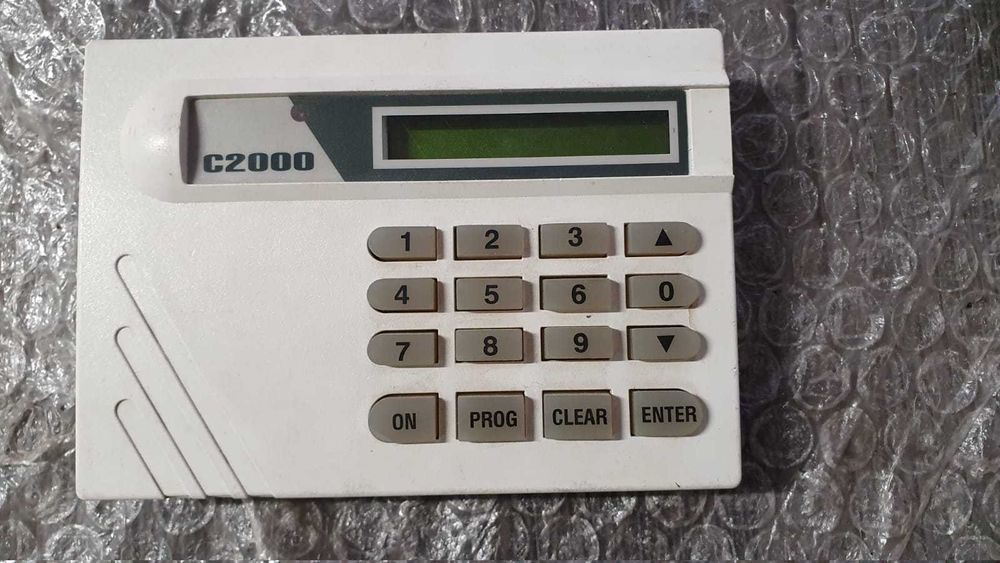 C2000
1 2 3 ▲
4 5 6 0
7 8 9 ▼
ON PROG CLEAR ENTER